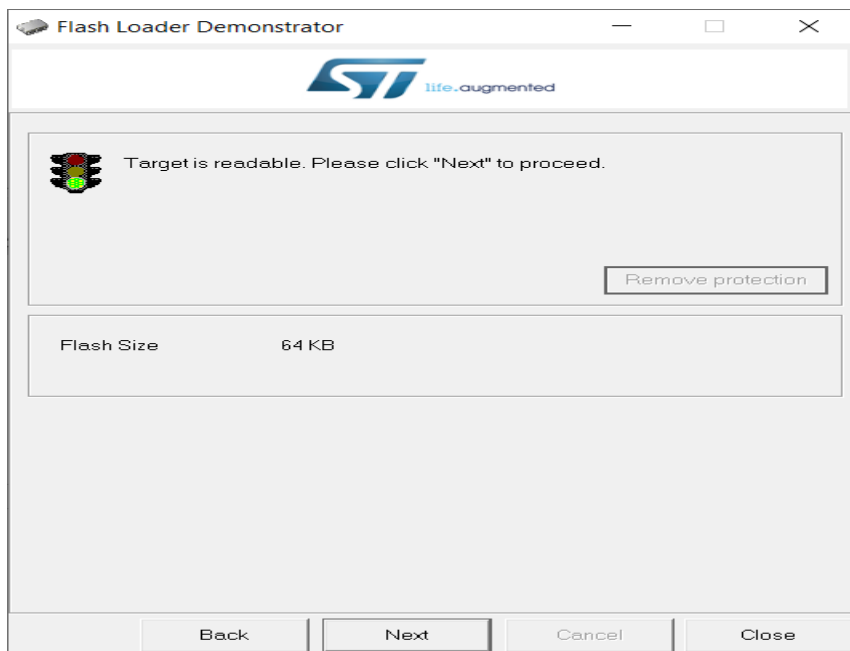 Flash Loader Demonstrator
ST life.augmented
Target is readable. Please click "Next" to proceed.
Remove protection
Flash Size 64 KB
Back Next Cancel Close